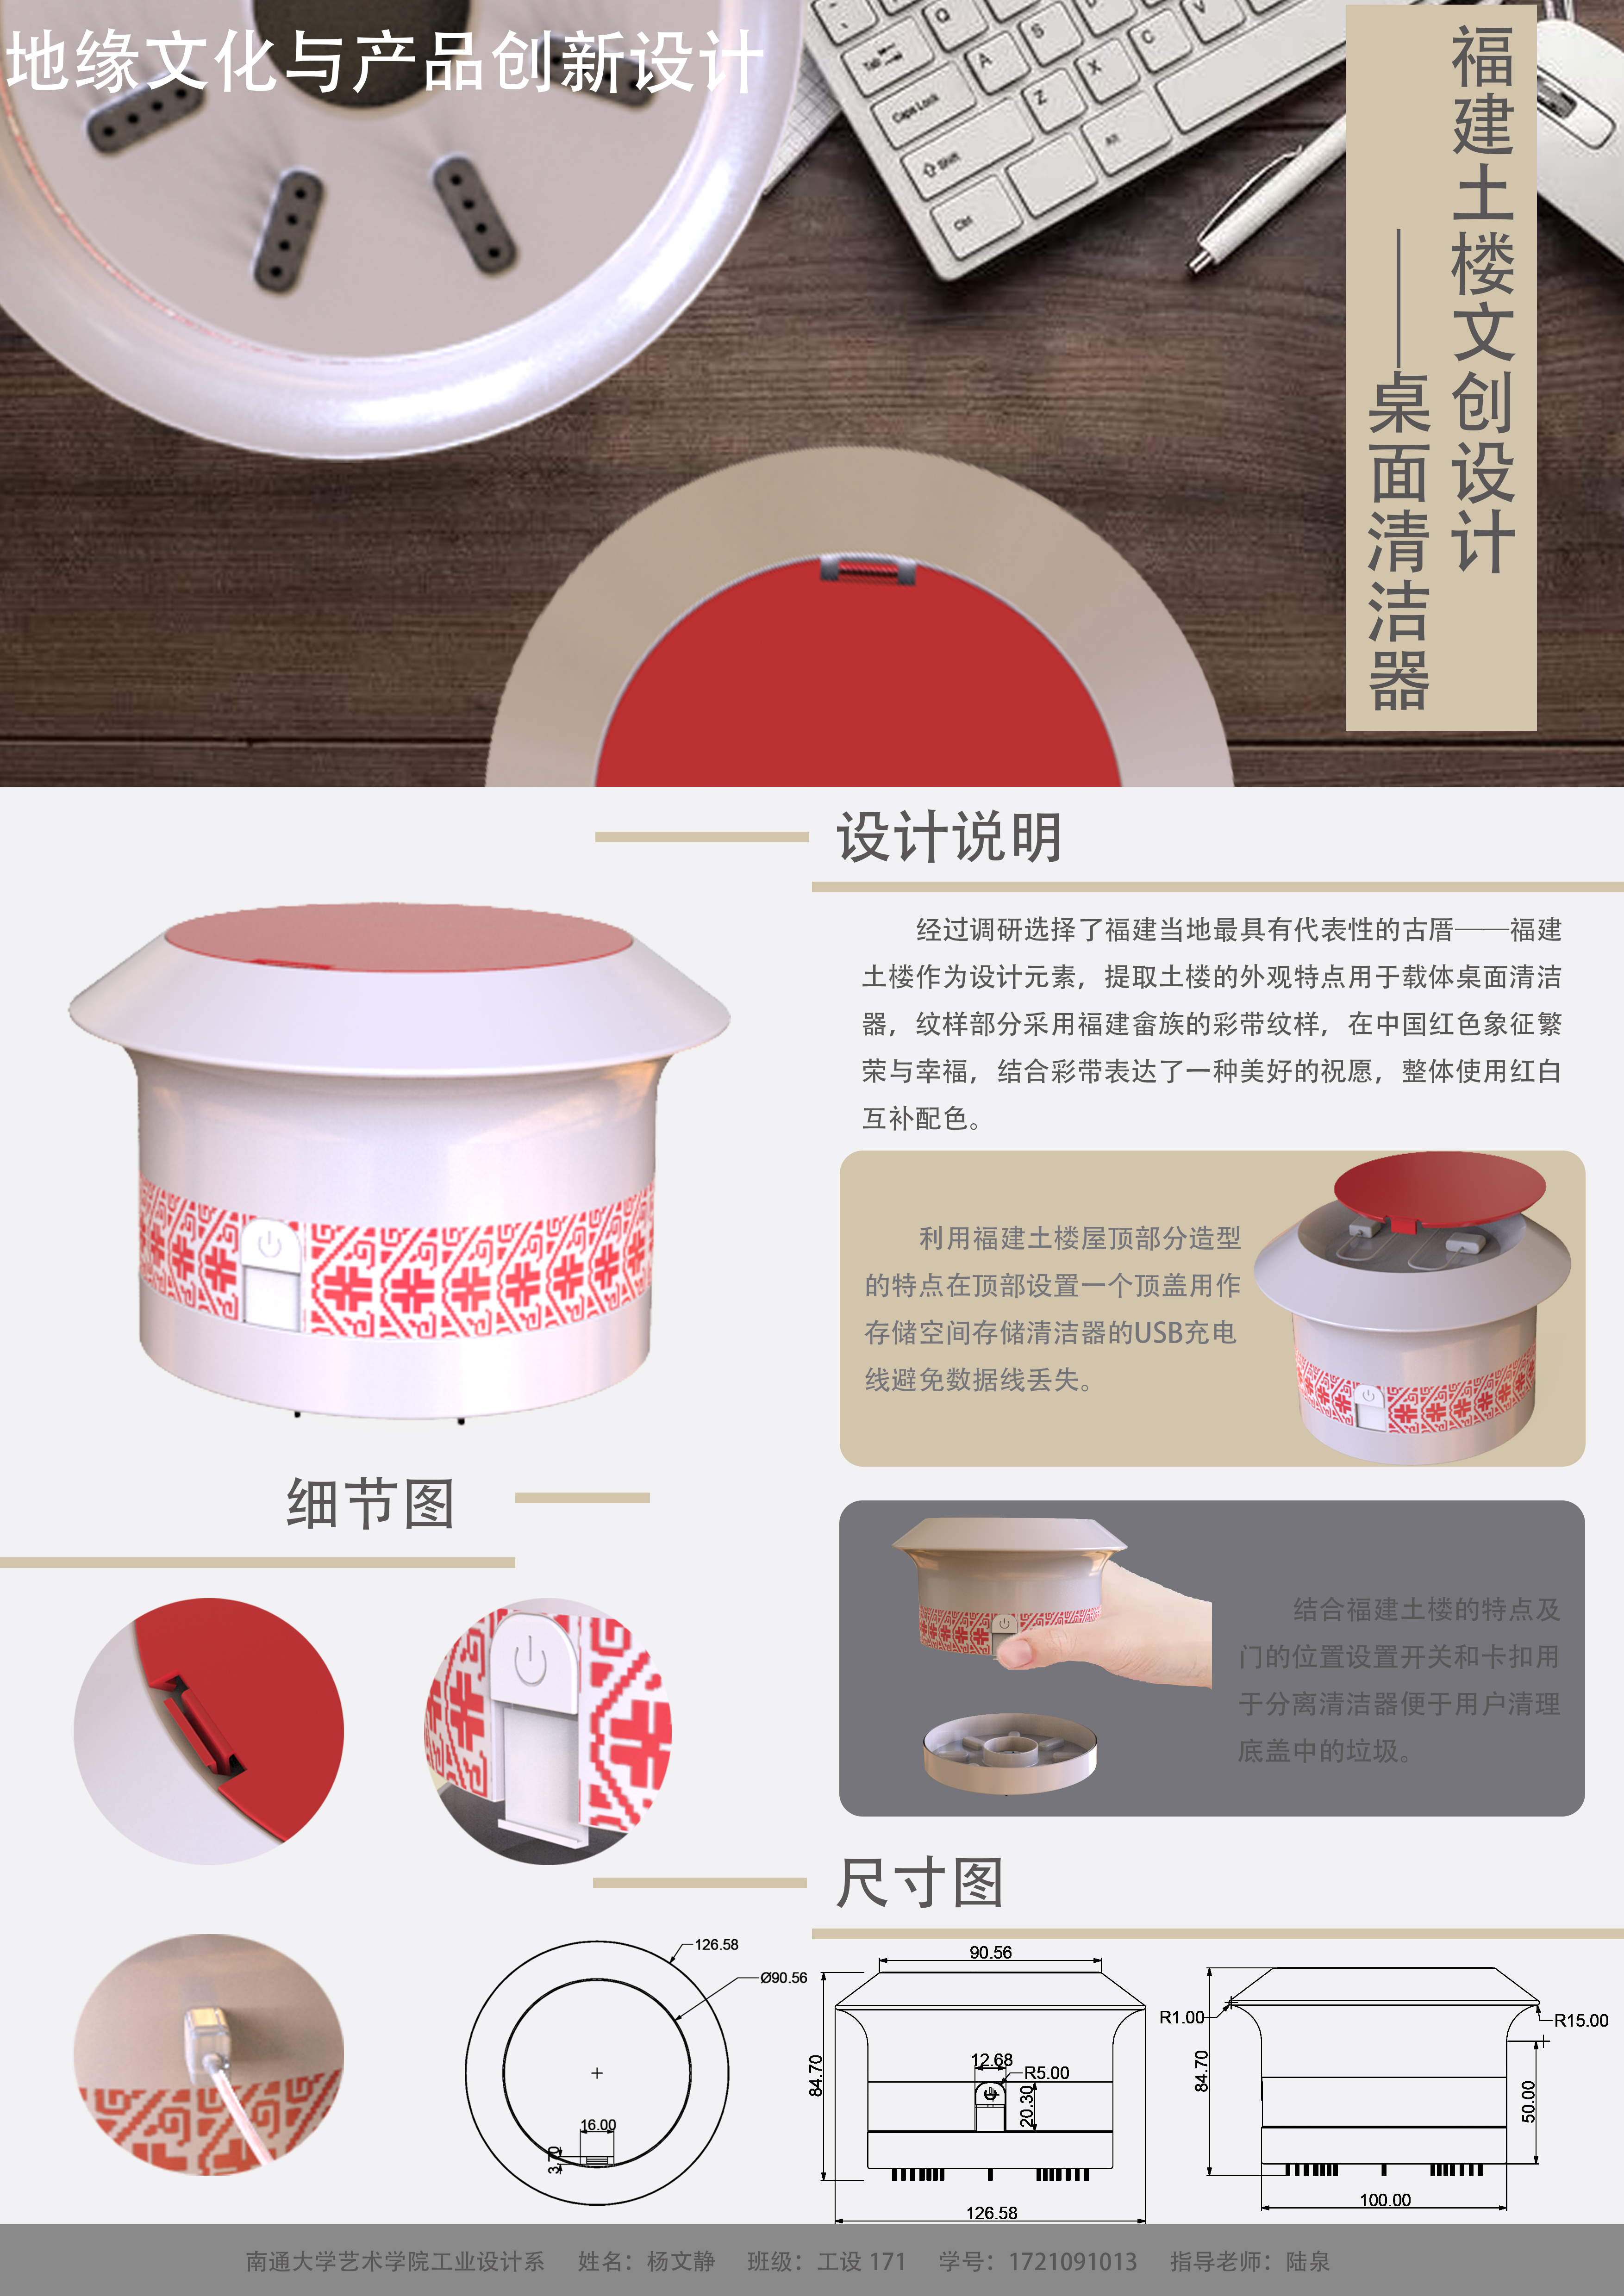 地缘文化与产品创新设计
福建土楼文创设计
——桌面清洁器
Tab
Q
A
S
C
V
Caps Lock
Z
X
Shift
Alt
Ctrl
设计说明
经过调研选择了福建当地最具有代表性的古厝——福建
土楼作为设计元素，提取土楼的外观特点用于载体桌面清洁
器，纹样部分采用福建畲族的彩带纹样，在中国红色象征繁
荣与幸福，结合彩带表达了一种美好的祝愿，整体使用红白
互补配色。
利用福建土楼屋顶部分造型
的特点在顶部设置一个顶盖用作
存储空间存储清洁器的USB充电
线避免数据线丢失。
细节图
结合福建土楼的特点及
门的位置设置开关和卡扣用
于分离清洁器便于用户清理
底盖中的垃圾。
尺寸图
126.58
Ø90.56
16.00
3.70
90.56
84.70
12.68
R5.00
20.30
126.58
R1.00
R15.00
84.70
50.00
100.00
南通大学艺术学院工业设计系 姓名：杨文静 班级：工设 171 学号：1721091013 指导老师：陆泉